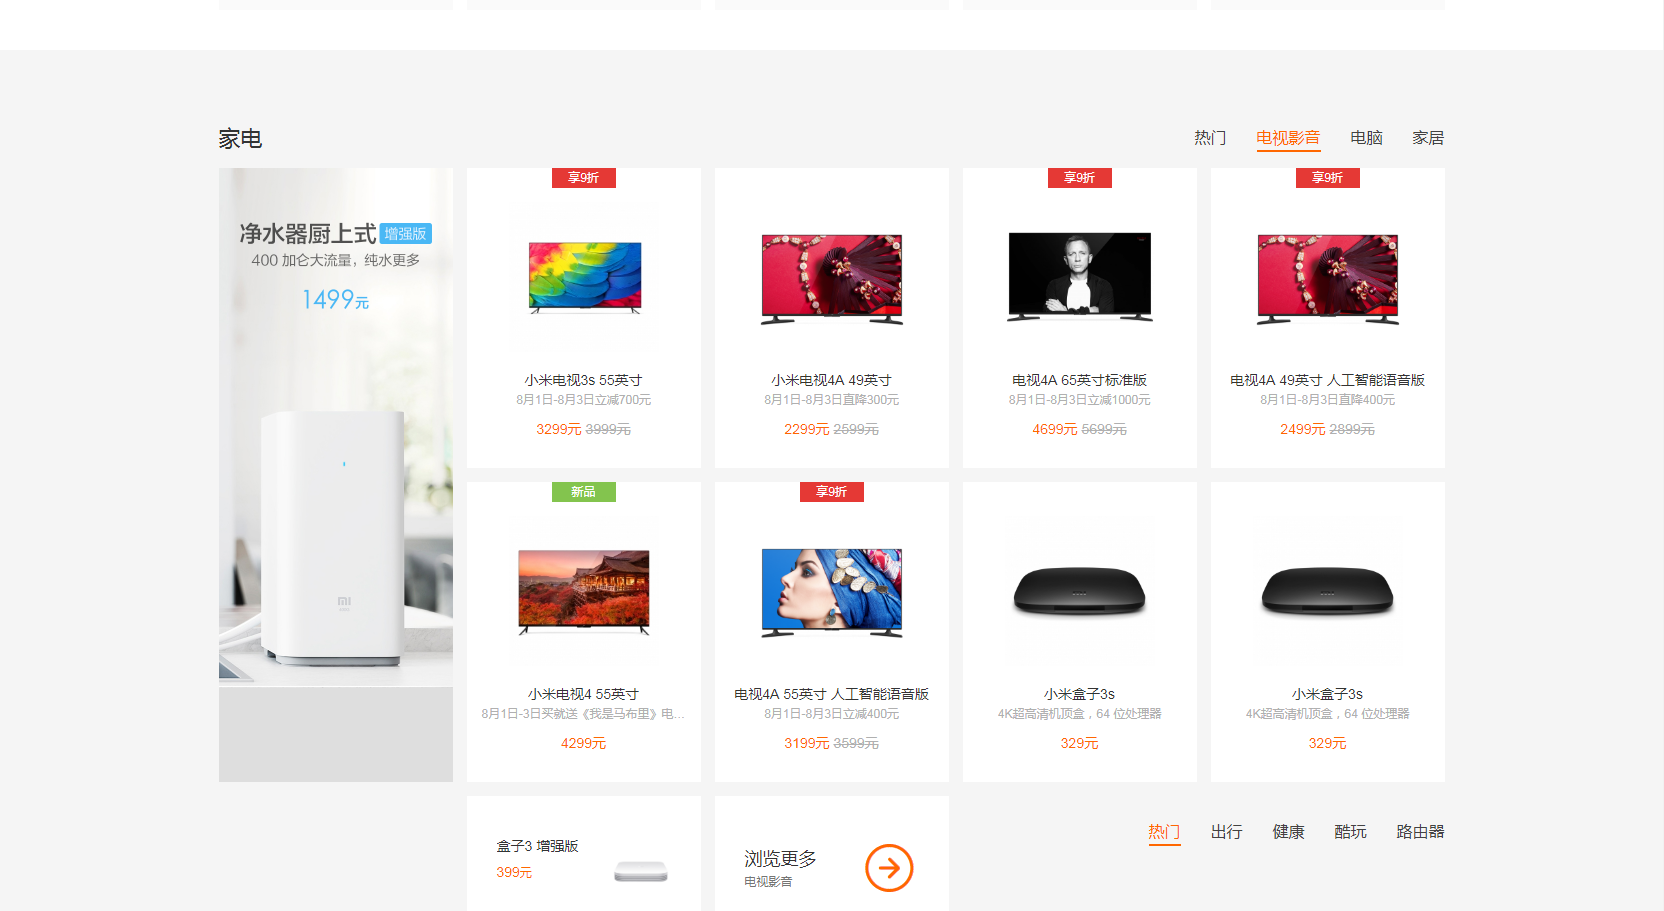 家电
热门 电视影音 电脑 家居
净水器厨上式 增强版
400 加仑大流量，纯水更多
1499元
享9折
小米电视3s 55英寸
8月1日-8月3日立减700元
3299元 3999元
小米电视4A 49英寸
8月1日-8月3日直降300元
2299元 2599元
享9折
电视4A 65英寸标准版
8月1日-8月3日立减1000元
4699元 5699元
享9折
电视4A 49英寸 人工智能语音版
8月1日-8月3日直降400元
2499元 2899元
新品
小米电视4 55英寸
8月1日-3日买就送《我是马布里》电...
4299元
享9折
电视4A 55英寸 人工智能语音版
8月1日-8月3日立减400元
3199元 3599元
小米盒子3s
4K超高清机顶盒，64 位处理器
329元
小米盒子3s
4K超高清机顶盒，64 位处理器
329元
盒子3 增强版
399元
浏览更多
电视影音
热门 出行 健康 酷玩 路由器